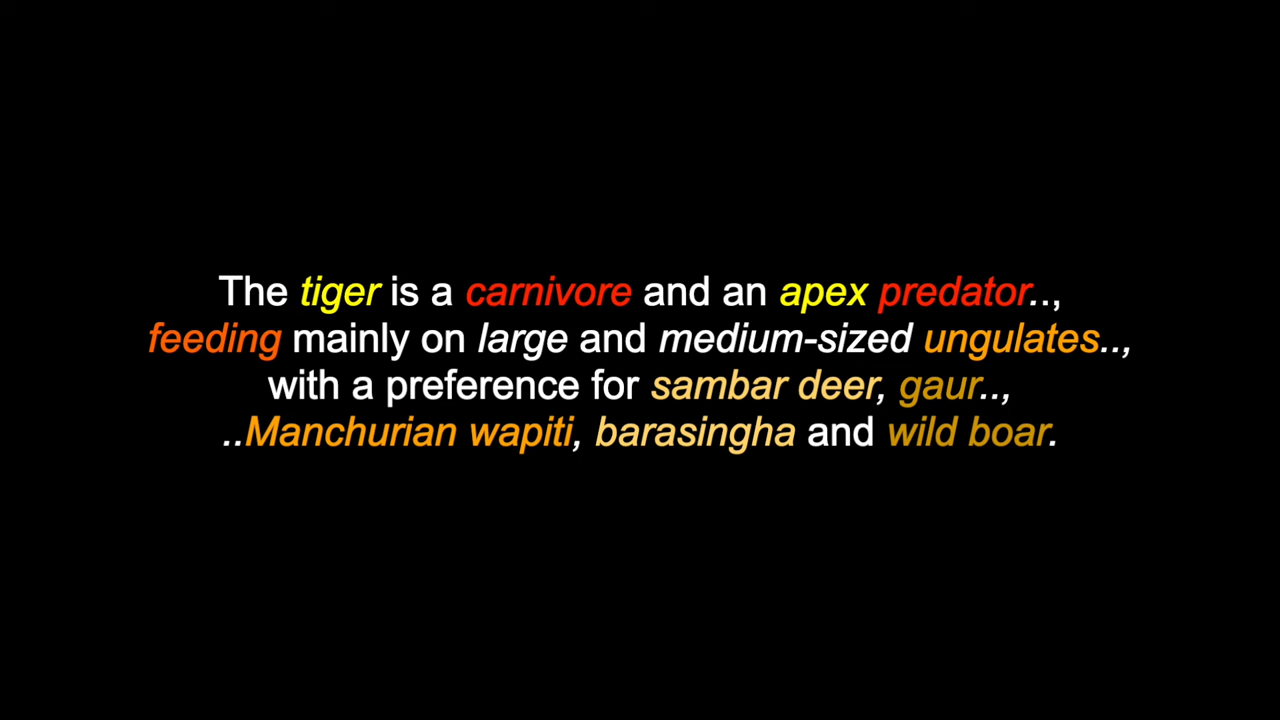 The tiger is a carnivore and an apex predator..,
feeding mainly on large and medium-sized ungulates..,
with a preference for sambar deer, gaur..,
..Manchurian wapiti, barasingha and wild boar.